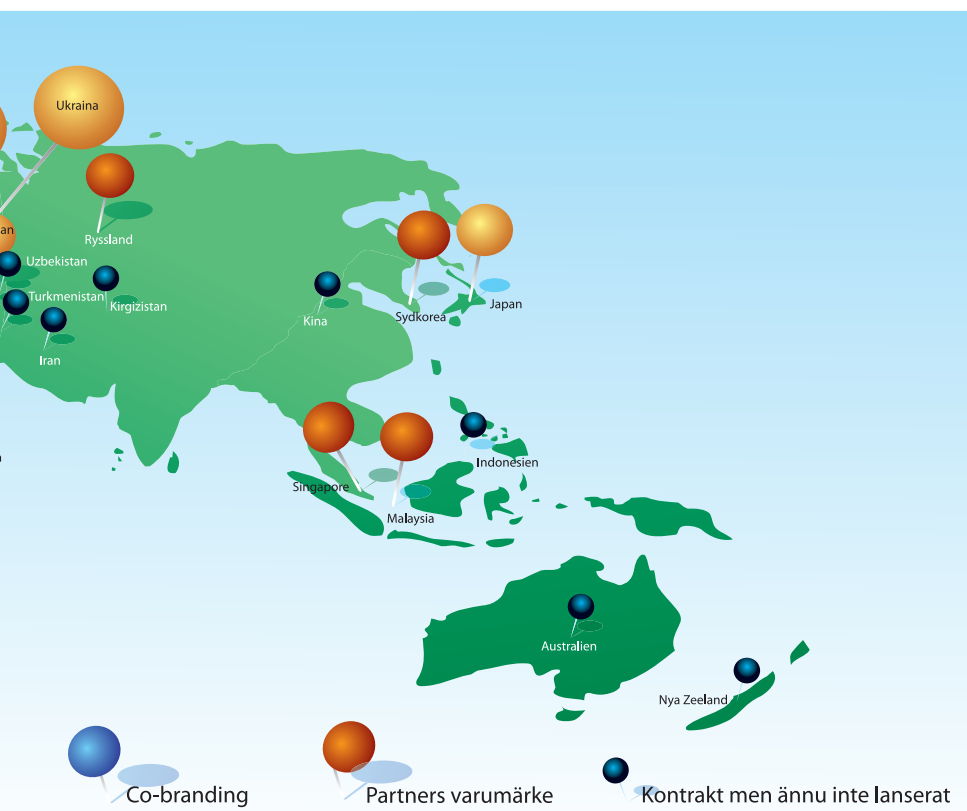 Ukraina
Ryssland
an
Uzbekistan
Turkmenistan
Kirgizistan
Iran
Kina
Sydkorea
Japan
Indonesien
Singapore
Malaysia
Australien
Nya Zeeland
Co-branding
Partners varumärke
Kontrakt men ännu inte lanserat